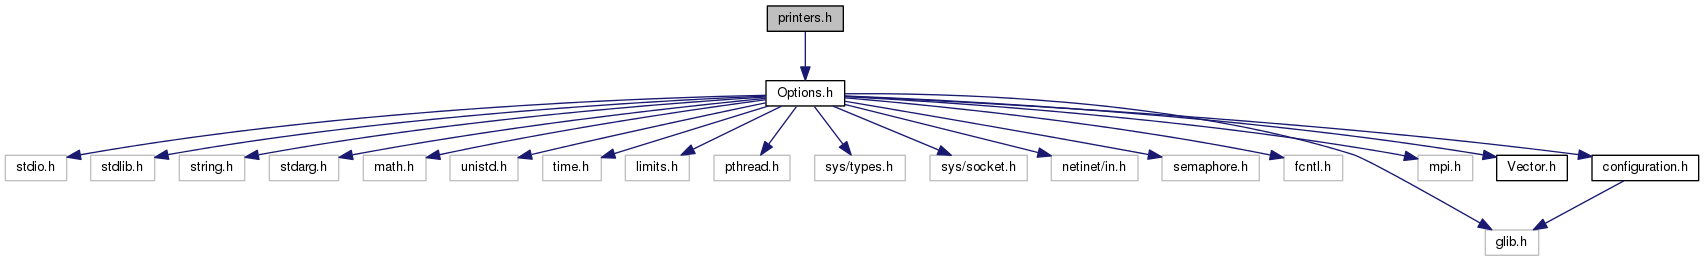 printers.h
Options.h
stdio.h
stdlib.h
string.h
stdarg.h
math.h
unistd.h
time.h
limits.h
pthread.h
sys/types.h
sys/socket.h
netinet/in.h
semaphore.h
fcntl.h
mpi.h
Vector.h
configuration.h
glib.h